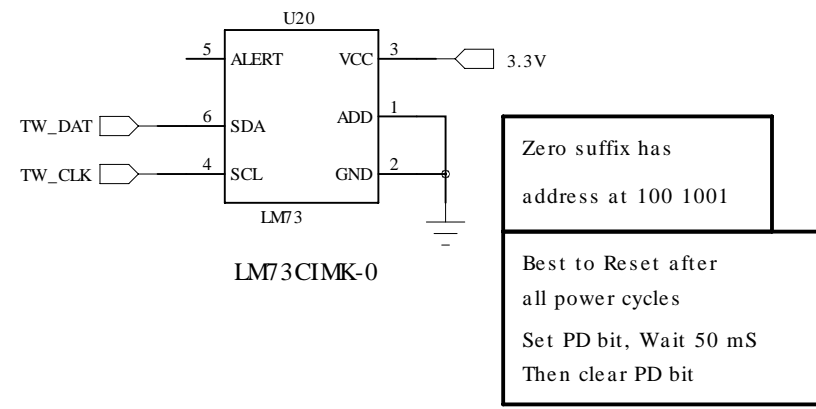 U20
5 ALERT VCC 3 3.3V
TW_DAT 6 SDA ADD 1
TW_CLK 4 SCL GND 2
LM73
LM73CIMK-0
Zero suffix has
address at 100 1001
Best to Reset after
all power cycles
Set PD bit, Wait 50 mS
Then clear PD bit